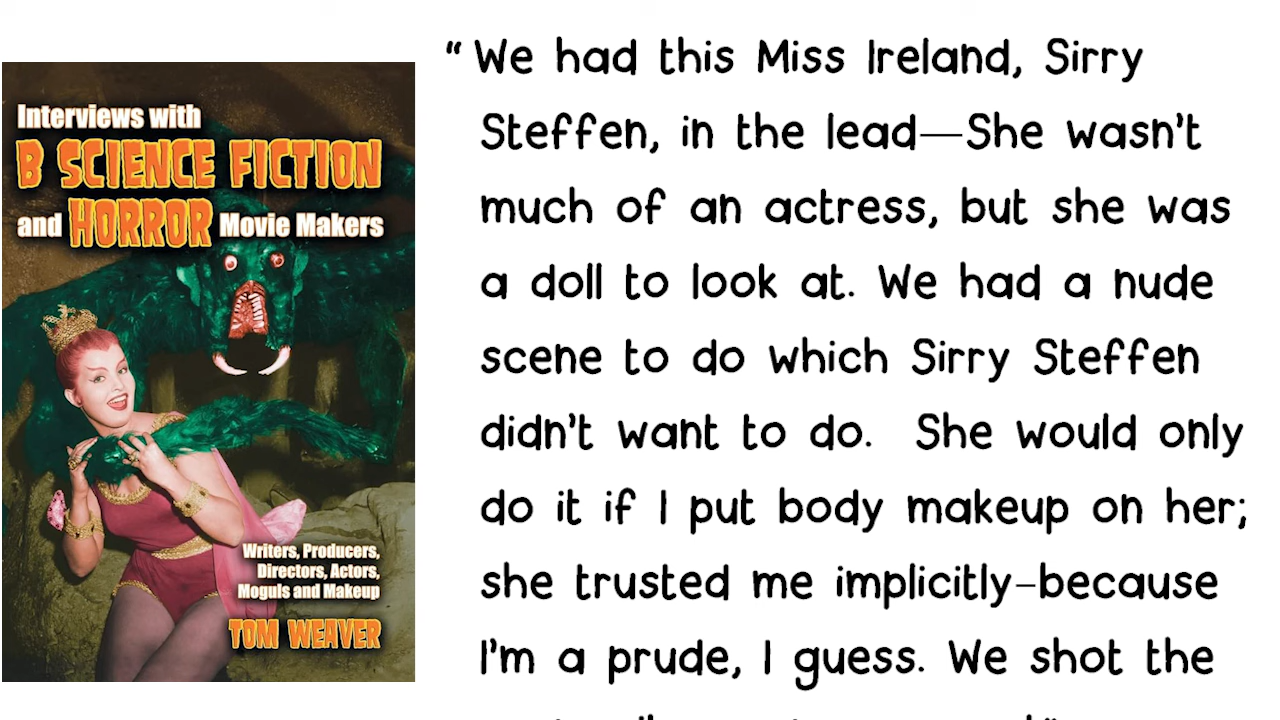 Interviews with
B SCIENCE FICTION
and HORROR Movie Makers
Writers, Producers,
Directors, Actors,
Moguls and Makeup
TOM WEAVER
“ We had this Miss Ireland, Sirry
Steffen, in the lead—She wasn't
much of an actress, but she was
a doll to look at. We had a nude
scene to do which Sirry Steffen
didn't want to do. She would only
do it if I put body makeup on her;
she trusted me implicitly–because
I'm a prude, I guess. We shot the